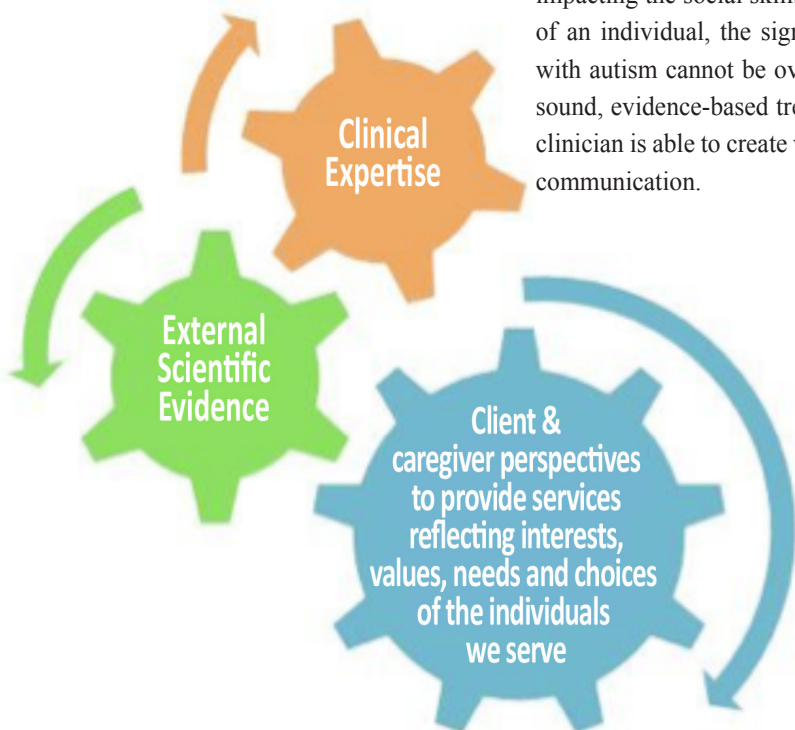 of an individual, the sign
with autism cannot be ov
sound, evidence-based tre
clinician is able to create
communication.
Clinical
Expertise
External
Scientific
Evidence
Client &
caregiver perspectives
to provide services
reflecting interests,
values, needs and choices
of the individuals
we serve